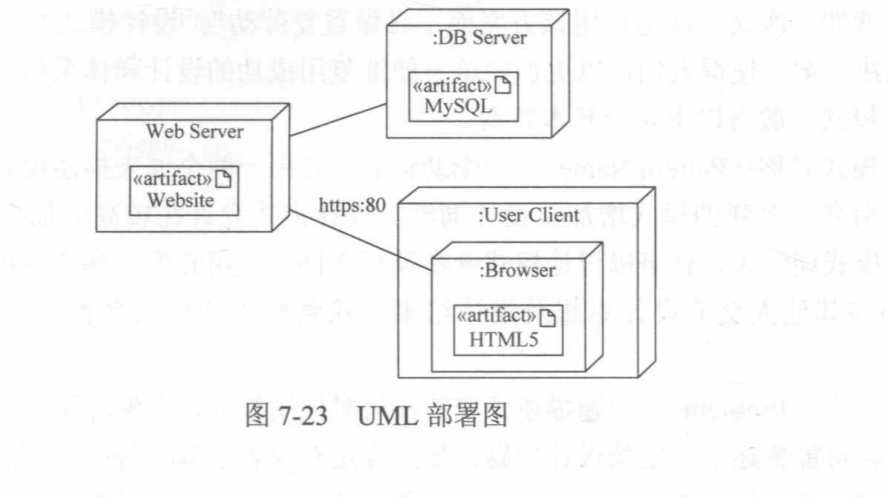 :DB Server
«artifact»
MySQL
Web Server
«artifact»
Website
https:80
:User Client
:Browser
«artifact»
HTML5
图 7-23 UML 部署图